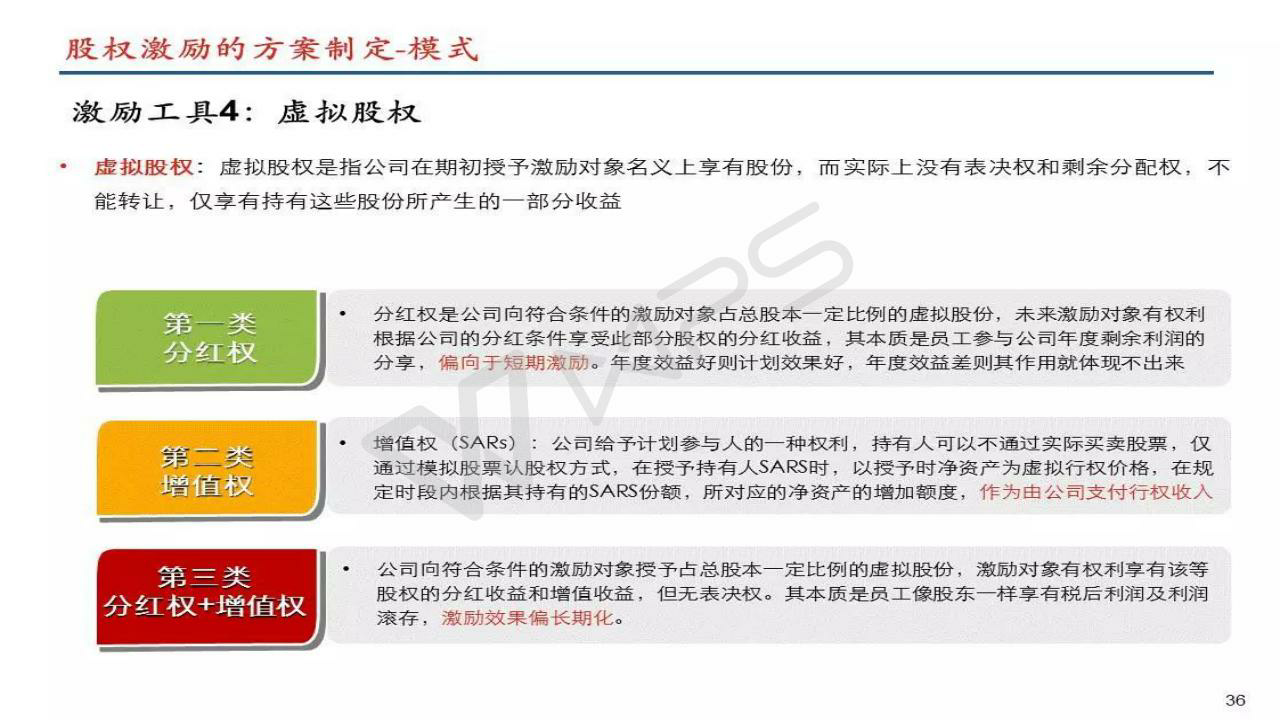 股权激励的方案制定-模式
激励工具4：虚拟股权
• 虚拟股权：虚拟股权是指公司在期初授予激励对象名义上享有股份，而实际上没有表决权和剩余分配权，不
能转让，仅享有持有这些股份所产生的一部分收益
第一类
分红权
• 分红权是公司向符合条件的激励对象占总股本一定比例的虚拟股份，未来激励对象有权利
根据公司的分红条件享受此部分股权的分红收益，其本质是员工参与公司年度剩余利润的
分享，偏向于短期激励。年度效益好则计划效果好，年度效益差则其作用就体现不出来
第二类
增值权
• 增值权（SARs）：公司给予计划参与人的一种权利，持有人可以不通过实际买卖股票，仅
通过模拟股票认股权方式，在授予持有人SARS时，以授予时净资产为虚拟行权价格，在规
定时段内根据其持有的SARS份额，所对应的净资产的增加额度，作为由公司支付行权收入
第三类
分红权+增值权
• 公司向符合条件的激励对象授予占总股本一定比例的虚拟股份，激励对象有权利享有该等
股权的分红收益和增值收益，但无表决权。其本质是员工像股东一样享有税后利润及利润
滚存，激励效果偏长期化。
36